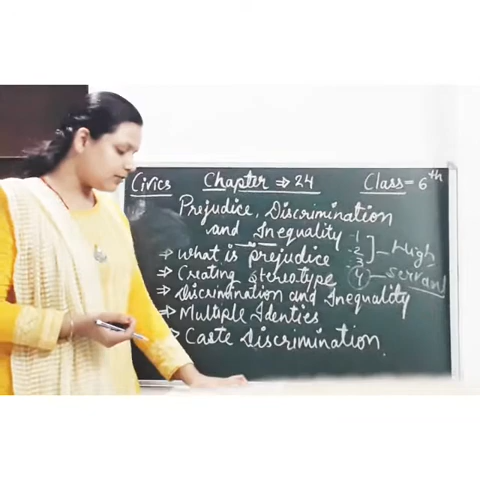 Civics Chapter ⇒ 24 Class = 6th
Prejudice, Discrimination
and Inequality
⇒ What is prejudice
⇒ Creating stereotype
⇒ Discrimination and Inequality
⇒ Multiple Identies
⇒ Caste Discrimination
1
2
3
4
High
Servant